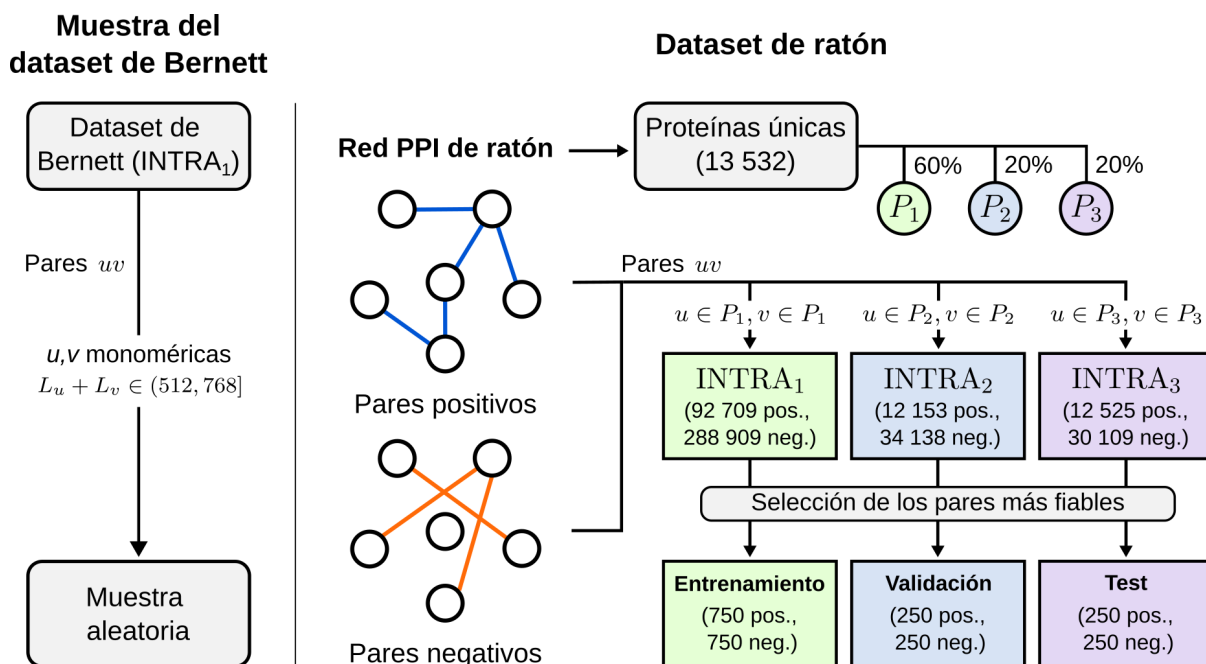 Muestra del
dataset de Bernett
Dataset de
Bernett (INTRA₁)
Pares uv
u,v monoméricas
L_u + L_v ∈ (512, 768]
Muestra
aleatoria
Dataset de ratón
Red PPI de ratón
Proteínas únicas
(13 532)
60%
20%
20%
P₁
P₂
P₃
Pares positivos
Pares negativos
Pares uv
u ∈ P₁, v ∈ P₁
u ∈ P₂, v ∈ P₂
u ∈ P₃, v ∈ P₃
INTRA₁
(92 709 pos.,
288 909 neg.)
INTRA₂
(12 153 pos.,
34 138 neg.)
INTRA₃
(12 525 pos.,
30 109 neg.)
Selección de los pares más fiables
Entrenamiento
(750 pos.,
750 neg.)
Validación
(250 pos.,
250 neg.)
Test
(250 pos.,
250 neg.)